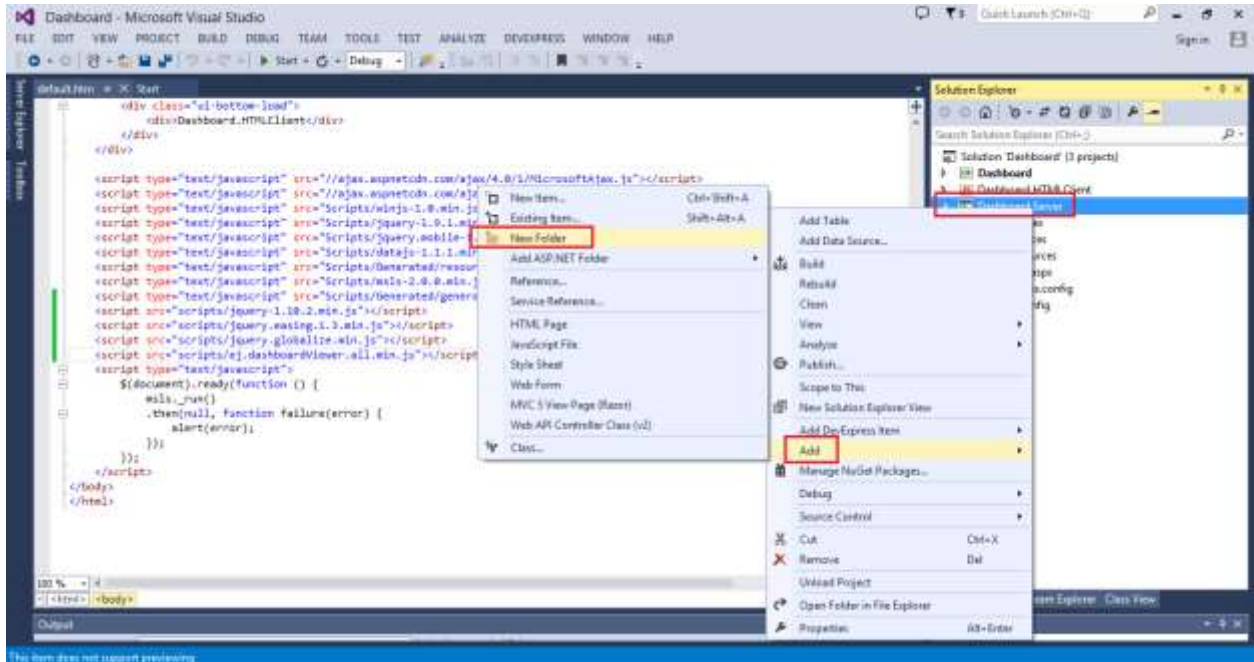 Dashboard - Microsoft Visual Studio
Quick Launch (Ctrl+Q)
FILE EDIT VIEW PROJECT BUILD DEBUG TEAM TOOLS TEST ANALYZE DEVEXPRESS WINDOW HELP
Sign in
Start
Debug
Server Explorer
Toolbox
default.htm
Start
<div class="ui-bottom-load">
<div>Dashboard.HTMLClient</div>
</div>
</div>
<script type="text/javascript" src="//ajax.aspnetcdn.com/ajax/4.0/1/MicrosoftAjax.js"></script>
<script type="text/javascript" src="//ajax.aspnetcdn.com/aj
<script type="text/javascript" src="Scripts/winjs-1.0.min.js
<script type="text/javascript" src="Scripts/jquery-1.9.1.mi
<script type="text/javascript" src="Scripts/jquery.mobile-
<script type="text/javascript" src="Scripts/datajs-1.1.1.min
<script type="text/javascript" src="Scripts/Generated/resour
<script type="text/javascript" src="Scripts/msls-2.0.0.min.j
<script type="text/javascript" src="Scripts/Generated/genera
<script src="scripts/jquery-1.10.2.min.js"></script>
<script src="scripts/jquery.easing.1.3.min.js"></script>
<script src="scripts/jquery.globalize.min.js"></script>
<script src="scripts/ej.dashboardViewer.all.min.js"></script
<script type="text/javascript">
$(document).ready(function () {
msls._run()
.then(null, function failure(error) {
alert(error);
});
});
</script>
</body>
</html>
100 %
<html> <body>
Output
This item does not support previewing
New Item... Ctrl+Shift+A
Existing Item... Shift+Alt+A
New Folder
Add ASP.NET Folder
Reference...
Service Reference...
HTML Page
JavaScript File
Style Sheet
Web Form
MVC 5 View Page (Razor)
Web API Controller Class (v2)
Class...
Add Table
Add Data Source...
Build
Rebuild
Clean
View
Analyze
Publish...
Scope to This
New Solution Explorer View
Add DevExpress Item
Add
Manage NuGet Packages...
Debug
Source Control
Cut Ctrl+X
Remove Del
Unload Project
Open Folder in File Explorer
Properties Alt+Enter
Solution Explorer
Search Solution Explorer (Ctrl+;)
Solution 'Dashboard' (3 projects)
Dashboard
Dashboard.HTMLClient
Dashboard.Server
.config
Explorer Class View